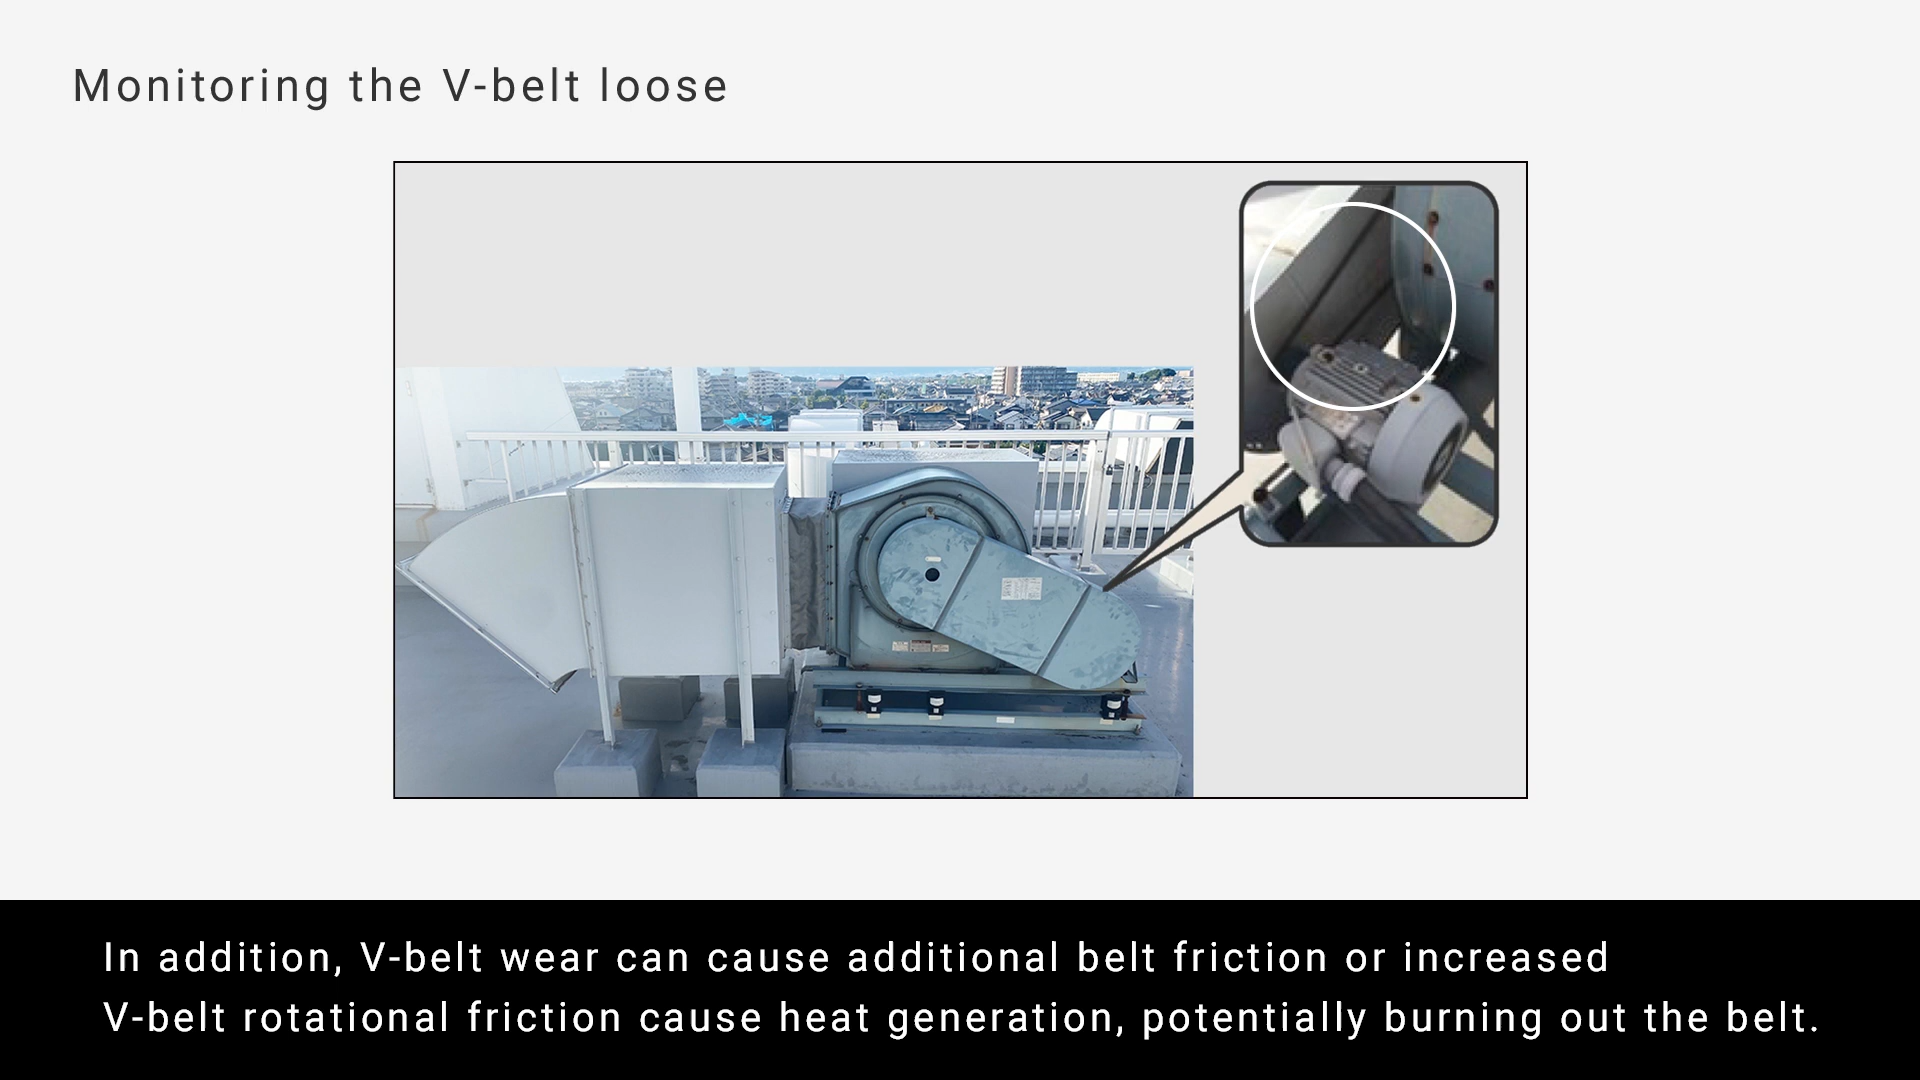 Monitoring the V-belt loose
In addition, V-belt wear can cause additional belt friction or increased
V-belt rotational friction cause heat generation, potentially burning out the belt.